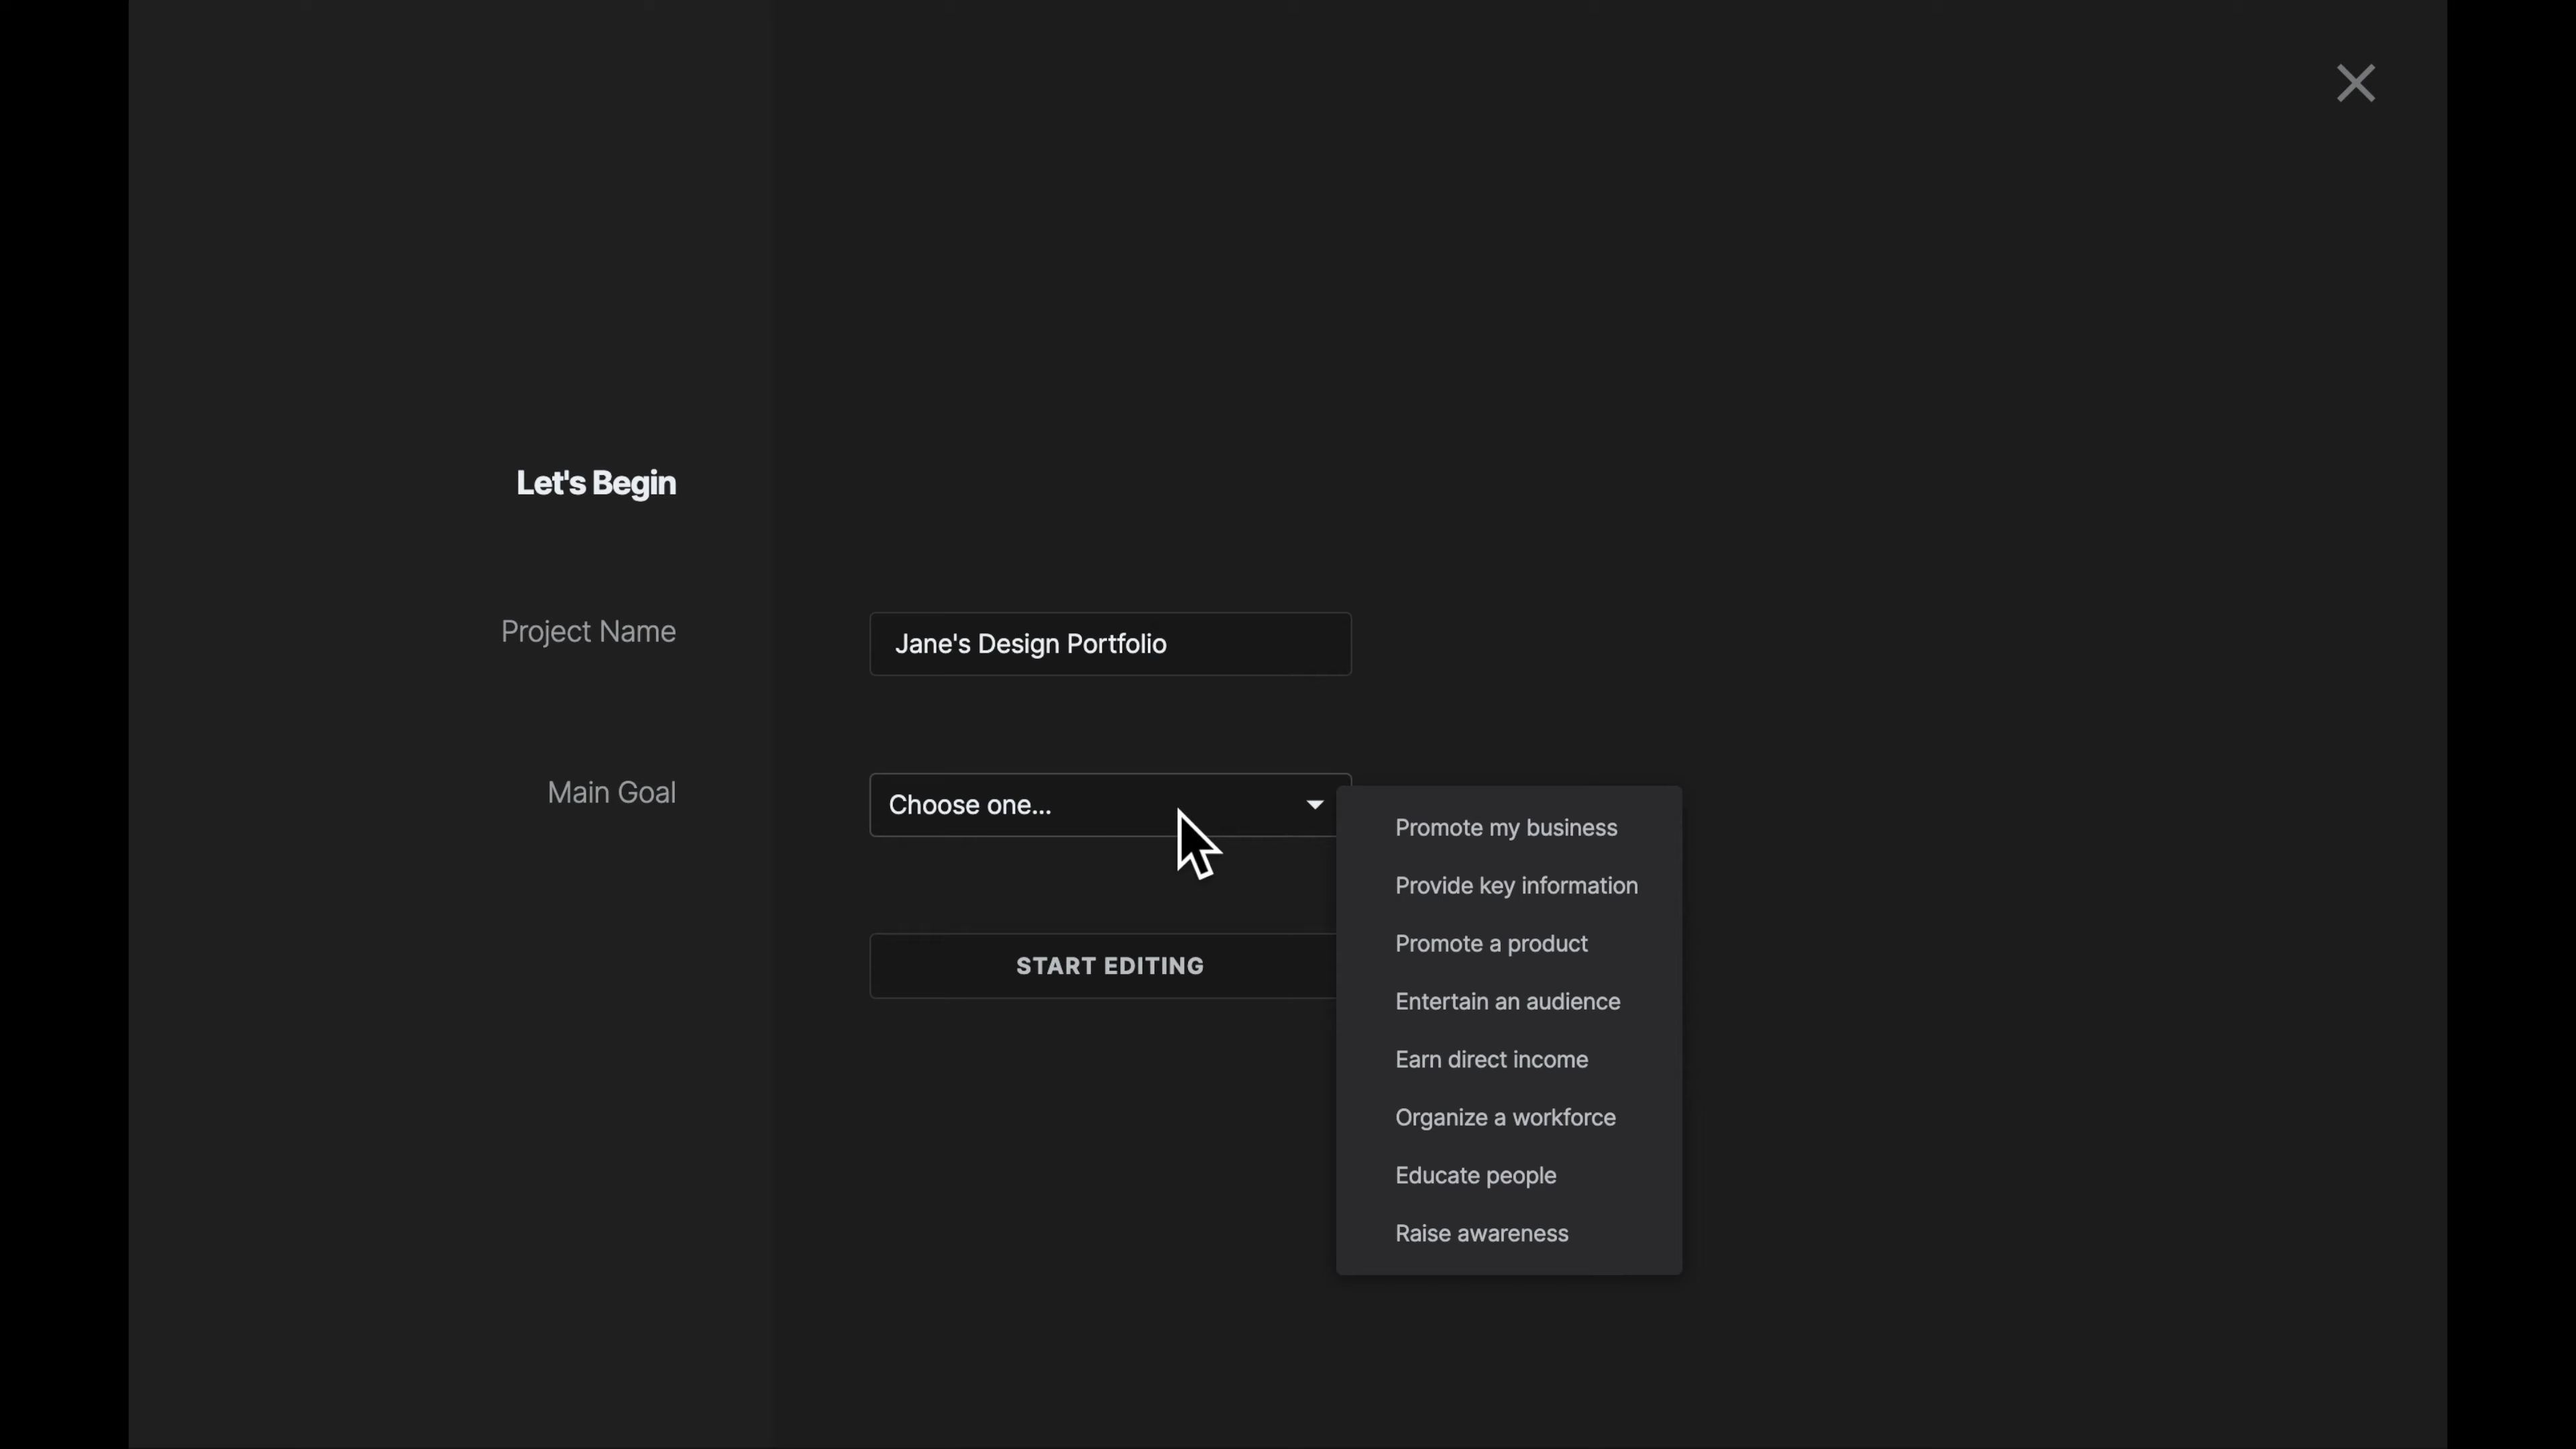 Let's Begin
Project Name
Jane's Design Portfolio
Main Goal
Choose one...
START EDITING
Promote my business
Provide key information
Promote a product
Entertain an audience
Earn direct income
Organize a workforce
Educate people
Raise awareness